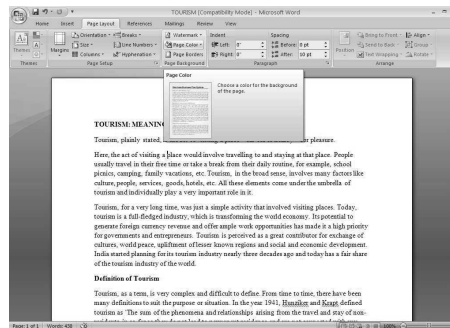 TOURISM [Compatibility Mode] - Microsoft Word
Home Insert Page Layout References Mailings Review View
Themes Margins Orientation Breaks Watermark Indent Spacing Position Bring to Front Align
Size Line Numbers Page Color Left: 0" Before: 0 pt Send to Back Group
Columns Hyphenation Page Borders Right: 0" After: 10 pt Text Wrapping Rotate
Themes Page Setup Page Background Paragraph Arrange
Page Color
Choose a color for the background
of the page.
TOURISM: MEANING
Tourism, plainly stated, pleasure.
Here, the act of visiting a place would involve travelling to and staying at that place. People
usually travel in their free time or take a break from their daily routine, for example, school
picnics, camping, family vacations, etc. Tourism, in the broad sense, involves many factors like
culture, people, services, goods, hotels, etc. All these elements come under the umbrella of
tourism and individually play a very important role in it.
Tourism, for a very long time, was just a simple activity that involved visiting places. Today,
tourism is a full-fledged industry, which is transforming the world economy. Its potential to
generate foreign currency revenue and offer ample work opportunities has made it a high priority
for governments and entrepreneurs. Tourism is perceived as a great contributor for exchange of
cultures, world peace, upliftment of lesser known regions and social and economic development.
India started planning for its tourism industry nearly three decades ago and today has a fair share
of the tourism industry of the world.
Definition of Tourism
Tourism, as a term, is very complex and difficult to define. From time to time, there have been
many definitions to suit the purpose or situation. In the year 1941, Hunziker and Krapt defined
tourism as 'The sum of the phenomena and relationships arising from the travel and stay of non-
Page: 1 of 1 Words: 438 100%